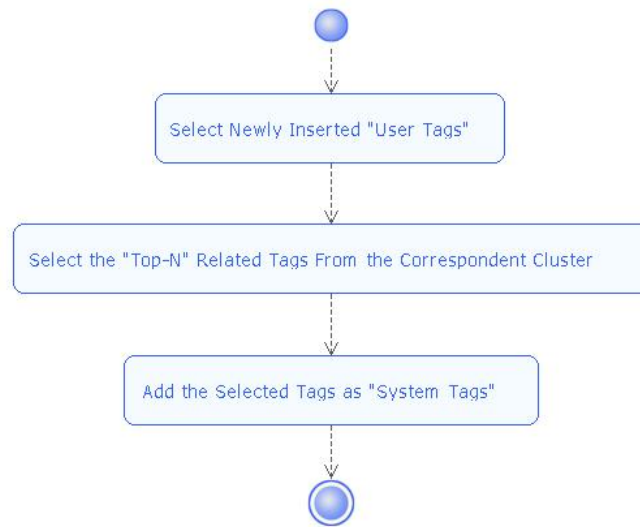 Select Newly Inserted "User Tags"
Select the "Top-N" Related Tags From the Correspondent Cluster
Add the Selected Tags as "System Tags"